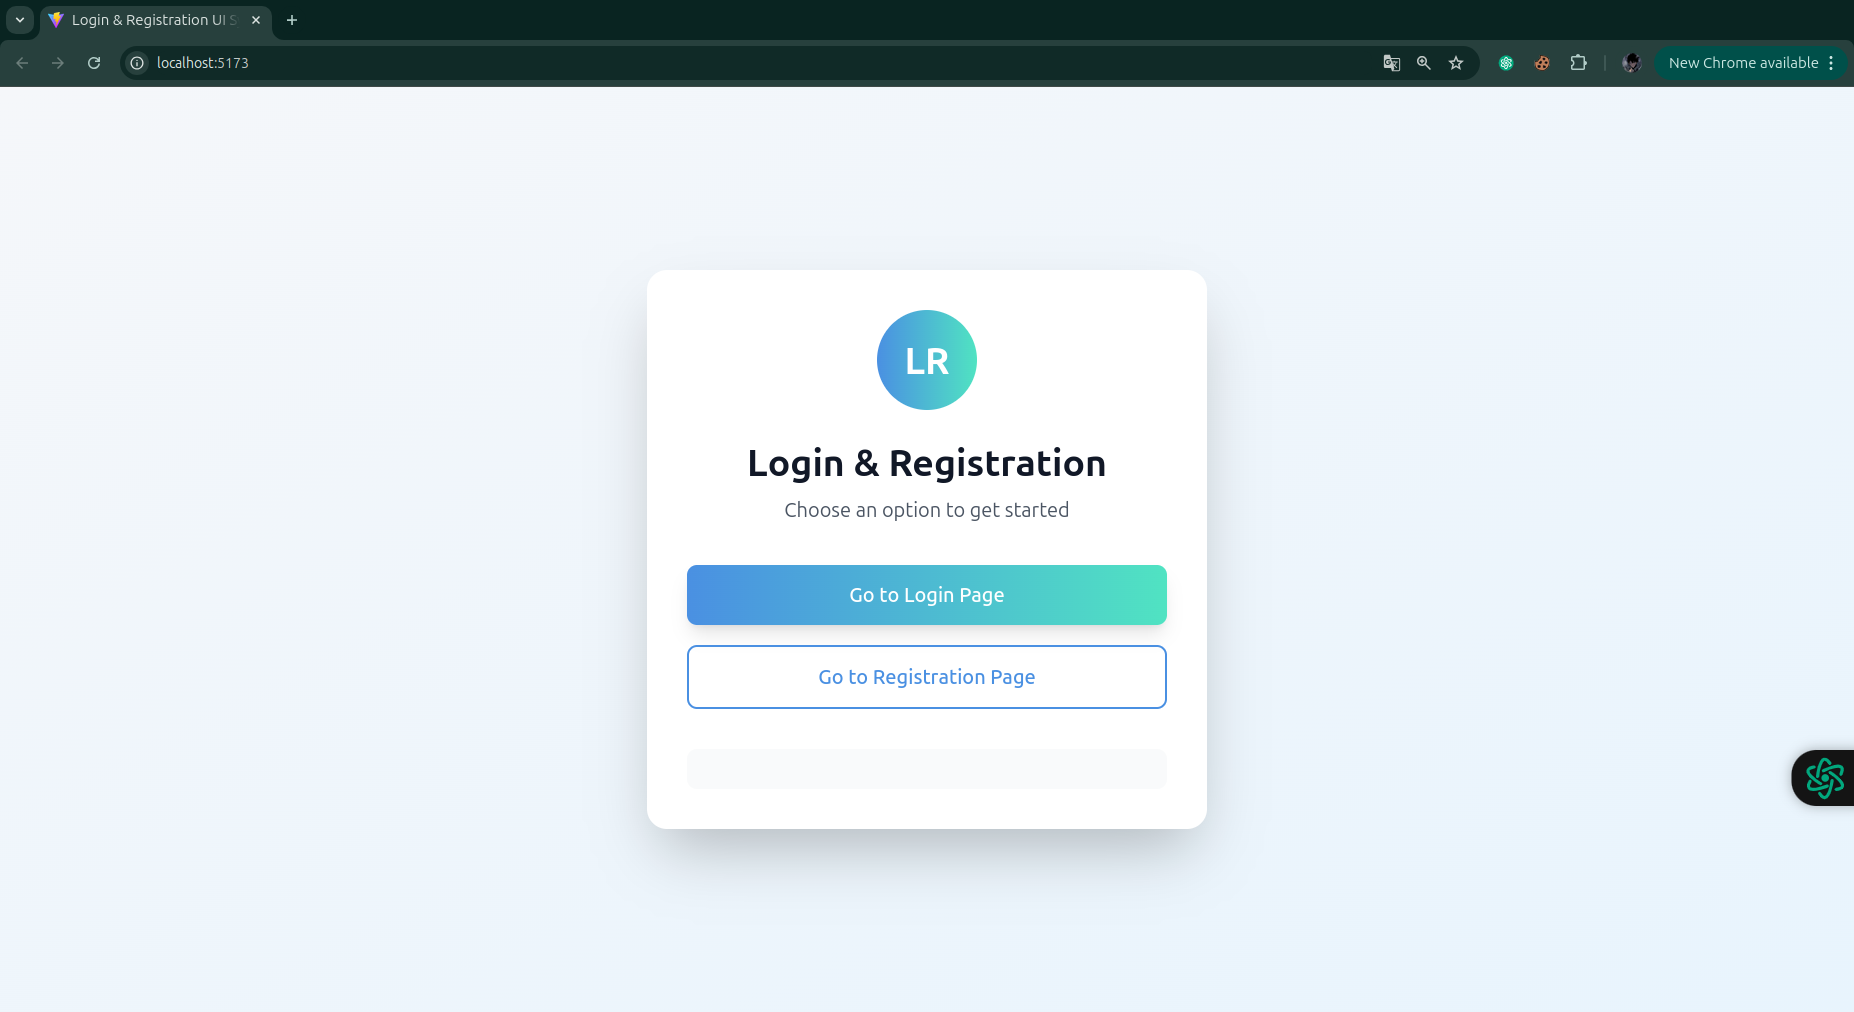 Login & Registration UI S
localhost:5173
New Chrome available
LR
Login & Registration
Choose an option to get started
Go to Login Page
Go to Registration Page